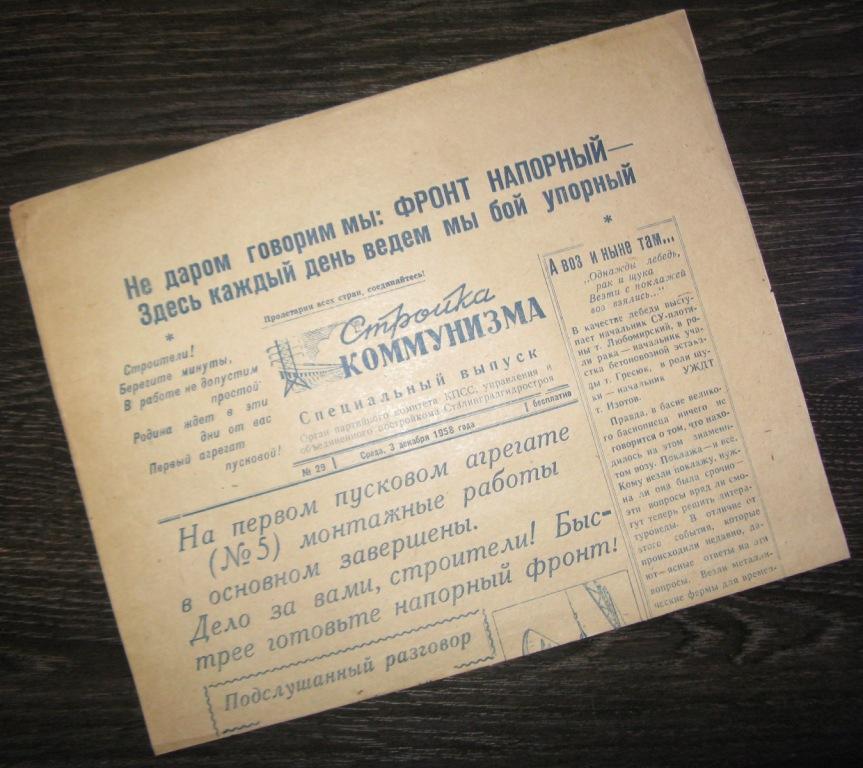 Не даром говорим мы: ФРОНТ НАПОРНЫЙ—
Здесь каждый день ведем мы бой упорный
*
Строители!
Берегите минуты,
В работе не допустим
простой-
Родина ждет в эти
дни от вас
Первый агрегат
пусковой!
Пролетарии всех стран, соединяйтесь!
Стройка
КОММУНИЗМА
Специальный выпуск
Орган партийного комитета КПСС, управления и
объединенного постройкома Сталинградгидростроя
№ 29
Среда, 3 декабря 1958 года
бесплатно
На первом пусковом агрегате
(№ 5) монтажные работы
в основном завершены.
Дело за вами, строители! Быс-
трее готовьте напорный фронт!
Подслушанный разговор
*
А воз и ныне там...
„Однажды лебедь,
рак и щука
Везти с поклажей
воз взялись...."
В качестве лебедя высту-
пает начальник СУ-плоти-
ны т. Любомирский, в ро-
ли рака—начальник уча-
стка бетоновозной эстака-
ды т. Гресюк, в роли щу-
ки—начальник УЖДТ
т. Изотов.
Правда, в басне велико-
го баснописца ничего не
говорится о том, что нахо-
дилось на этом знамени-
том возу. Поклажа—и все.
Кому везли поклажу, нуж-
на ли она была срочно—
эти вопросы вряд ли смо-
гут теперь решить литера-
туроведы. В отличие от
этого события, которые
происходили недавно, да-
ют—ясные ответы на эти
вопросы. Везли металли-
ческие фермы для времен-